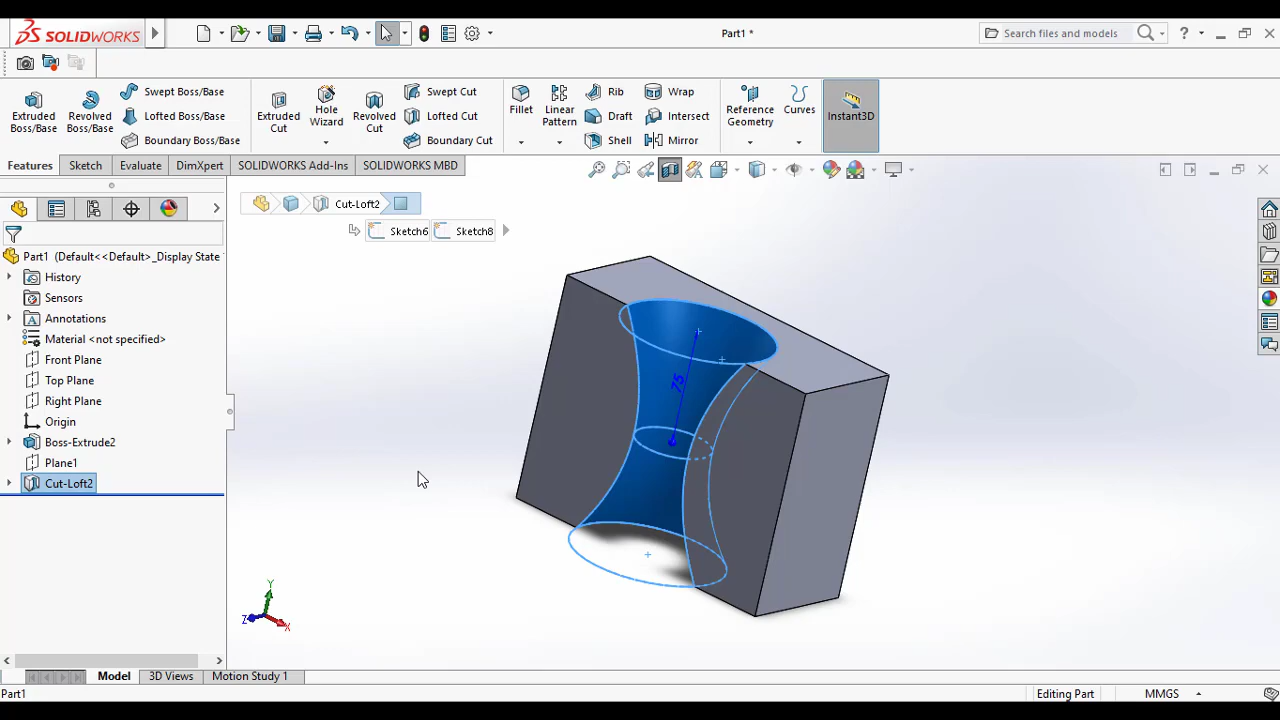 SOLIDWORKS
Part1 *
Search files and models
Extruded Boss/Base
Revolved Boss/Base
Swept Boss/Base
Lofted Boss/Base
Boundary Boss/Base
Extruded Cut
Hole Wizard
Revolved Cut
Swept Cut
Lofted Cut
Boundary Cut
Fillet
Linear Pattern
Rib
Draft
Shell
Wrap
Intersect
Mirror
Reference Geometry
Curves
Instant3D
Features
Sketch
Evaluate
DimXpert
SOLIDWORKS Add-Ins
SOLIDWORKS MBD
Cut-Loft2
Sketch6
Sketch8
Part1 (Default<<Default>_Display State
History
Sensors
Annotations
Material <not specified>
Front Plane
Top Plane
Right Plane
Origin
Boss-Extrude2
Plane1
Cut-Loft2
75
Y
Z
X
Model
3D Views
Motion Study 1
Part1
Editing Part
MMGS